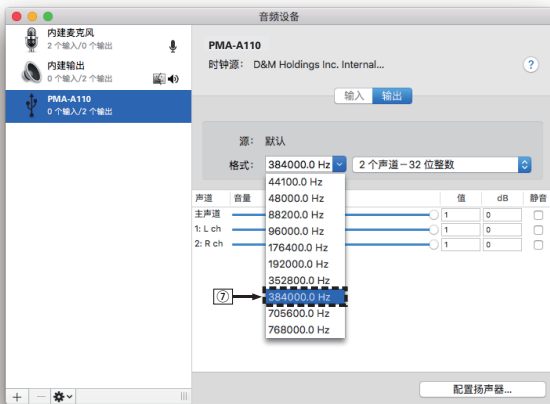 音频设备
内建麦克风
2 个输入/0 个输出
内建输出
0 个输入/2 个输出
PMA-A110
0 个输入/2 个输出
PMA-A110
时钟源： D&M Holdings Inc. Internal...
?
输入 输出
源： 默认
格式： 384000.0 Hz 2 个声道－32 位整数
44100.0 Hz
48000.0 Hz
88200.0 Hz
96000.0 Hz
176400.0 Hz
192000.0 Hz
352800.0 Hz
⑦ 384000.0 Hz
705600.0 Hz
768000.0 Hz
声道 音量 值 dB 静音
主声道 1 0
1: L ch 1 0
2: R ch 1 0
+ −
配置扬声器...